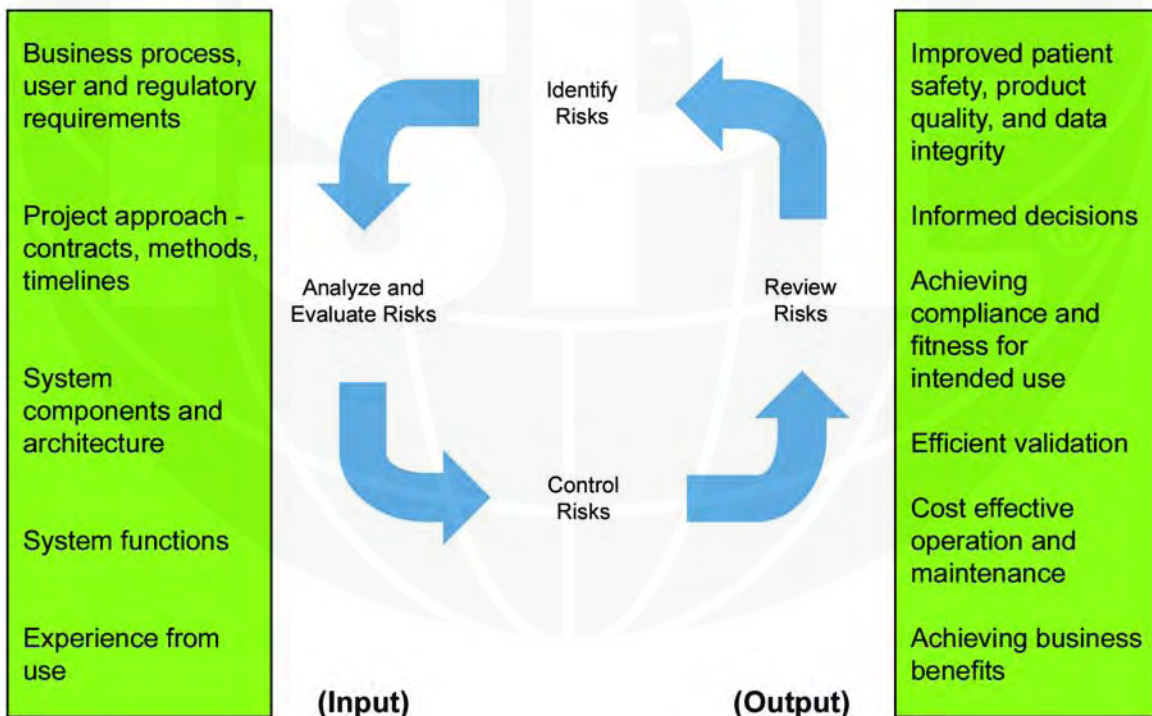 Business process,
user and regulatory
requirements
Project approach -
contracts, methods,
timelines
System
components and
architecture
System functions
Experience from
use
Identify
Risks
Analyze and
Evaluate Risks
Review
Risks
Control
Risks
(Input)
(Output)
Improved patient
safety, product
quality, and data
integrity
Informed decisions
Achieving
compliance and
fitness for
intended use
Efficient validation
Cost effective
operation and
maintenance
Achieving business
benefits